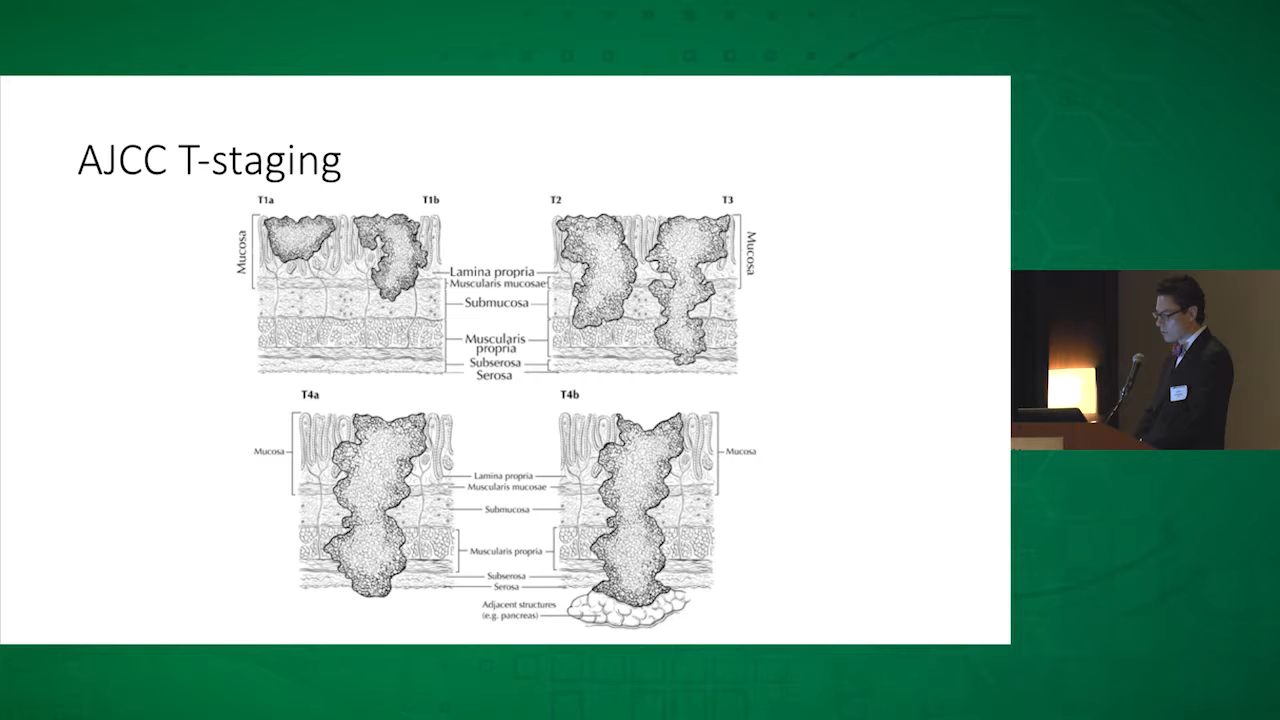 AJCC T-staging
T1a
T1b
T2
T3
Mucosa
Mucosa
Lamina propria
Muscularis mucosae
Submucosa
Muscularis
propria
Subserosa
Serosa
T4a
T4b
Mucosa
Mucosa
Lamina propria
Muscularis mucosae
Submucosa
Muscularis propria
Subserosa
Serosa
Adjacent structures
(e.g. pancreas)